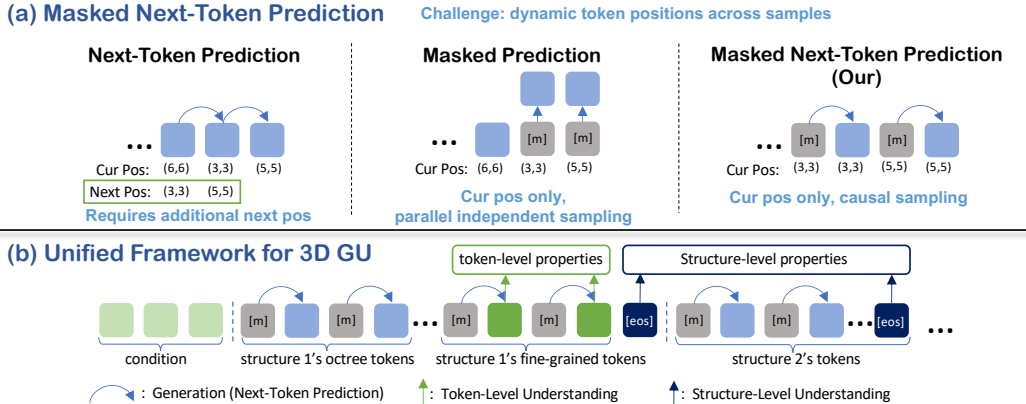 (a) Masked Next-Token Prediction
Challenge: dynamic token positions across samples
Next-Token Prediction
...
Cur Pos: (6,6) (3,3) (5,5)
Next Pos: (3,3) (5,5)
Requires additional next pos
Masked Prediction
... [m] [m]
Cur Pos: (6,6) (3,3) (5,5)
Cur pos only,
parallel independent sampling
Masked Next-Token Prediction
(Our)
... [m] [m]
Cur Pos: (3,3) (3,3) (5,5) (5,5)
Cur pos only, causal sampling
(b) Unified Framework for 3D GU
token-level properties
Structure-level properties
[m] [m] ... [m] [m] [eos] [m] [m] ... [eos] ...
condition
structure 1's octree tokens
structure 1's fine-grained tokens
structure 2's tokens
: Generation (Next-Token Prediction)
: Token-Level Understanding
: Structure-Level Understanding